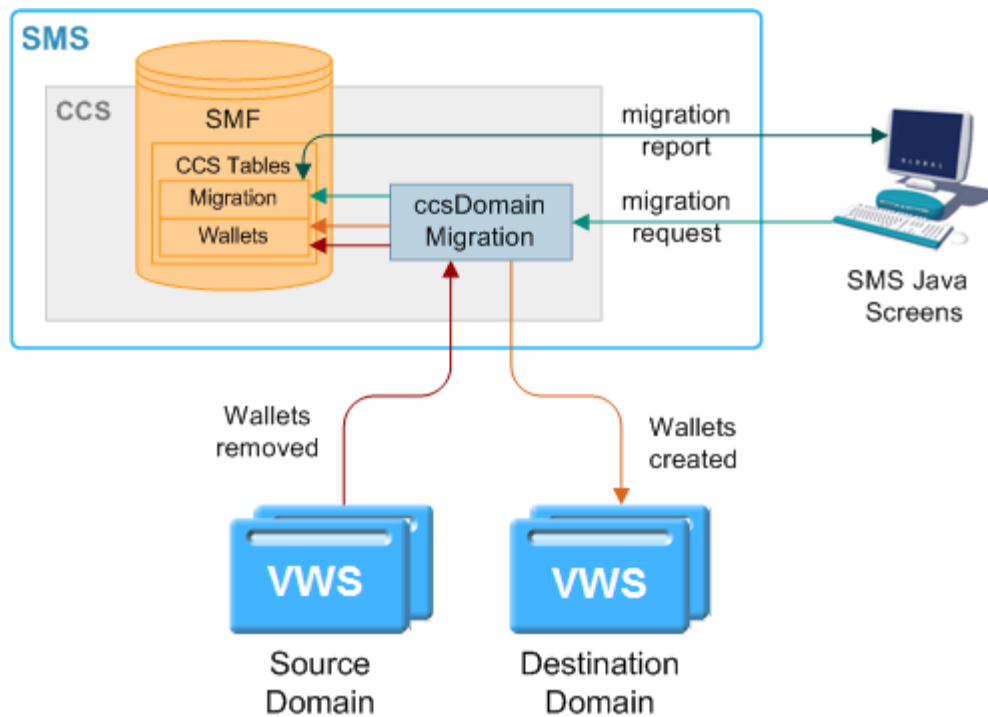 SMS
CCS
SMF
CCS Tables
Migration
Wallets
ccsDomain
Migration
migration
report
migration
request
GLOBAL
SMS Java
Screens
Wallets
removed
Wallets
created
VWS
VWS
Source
Domain
Destination
Domain